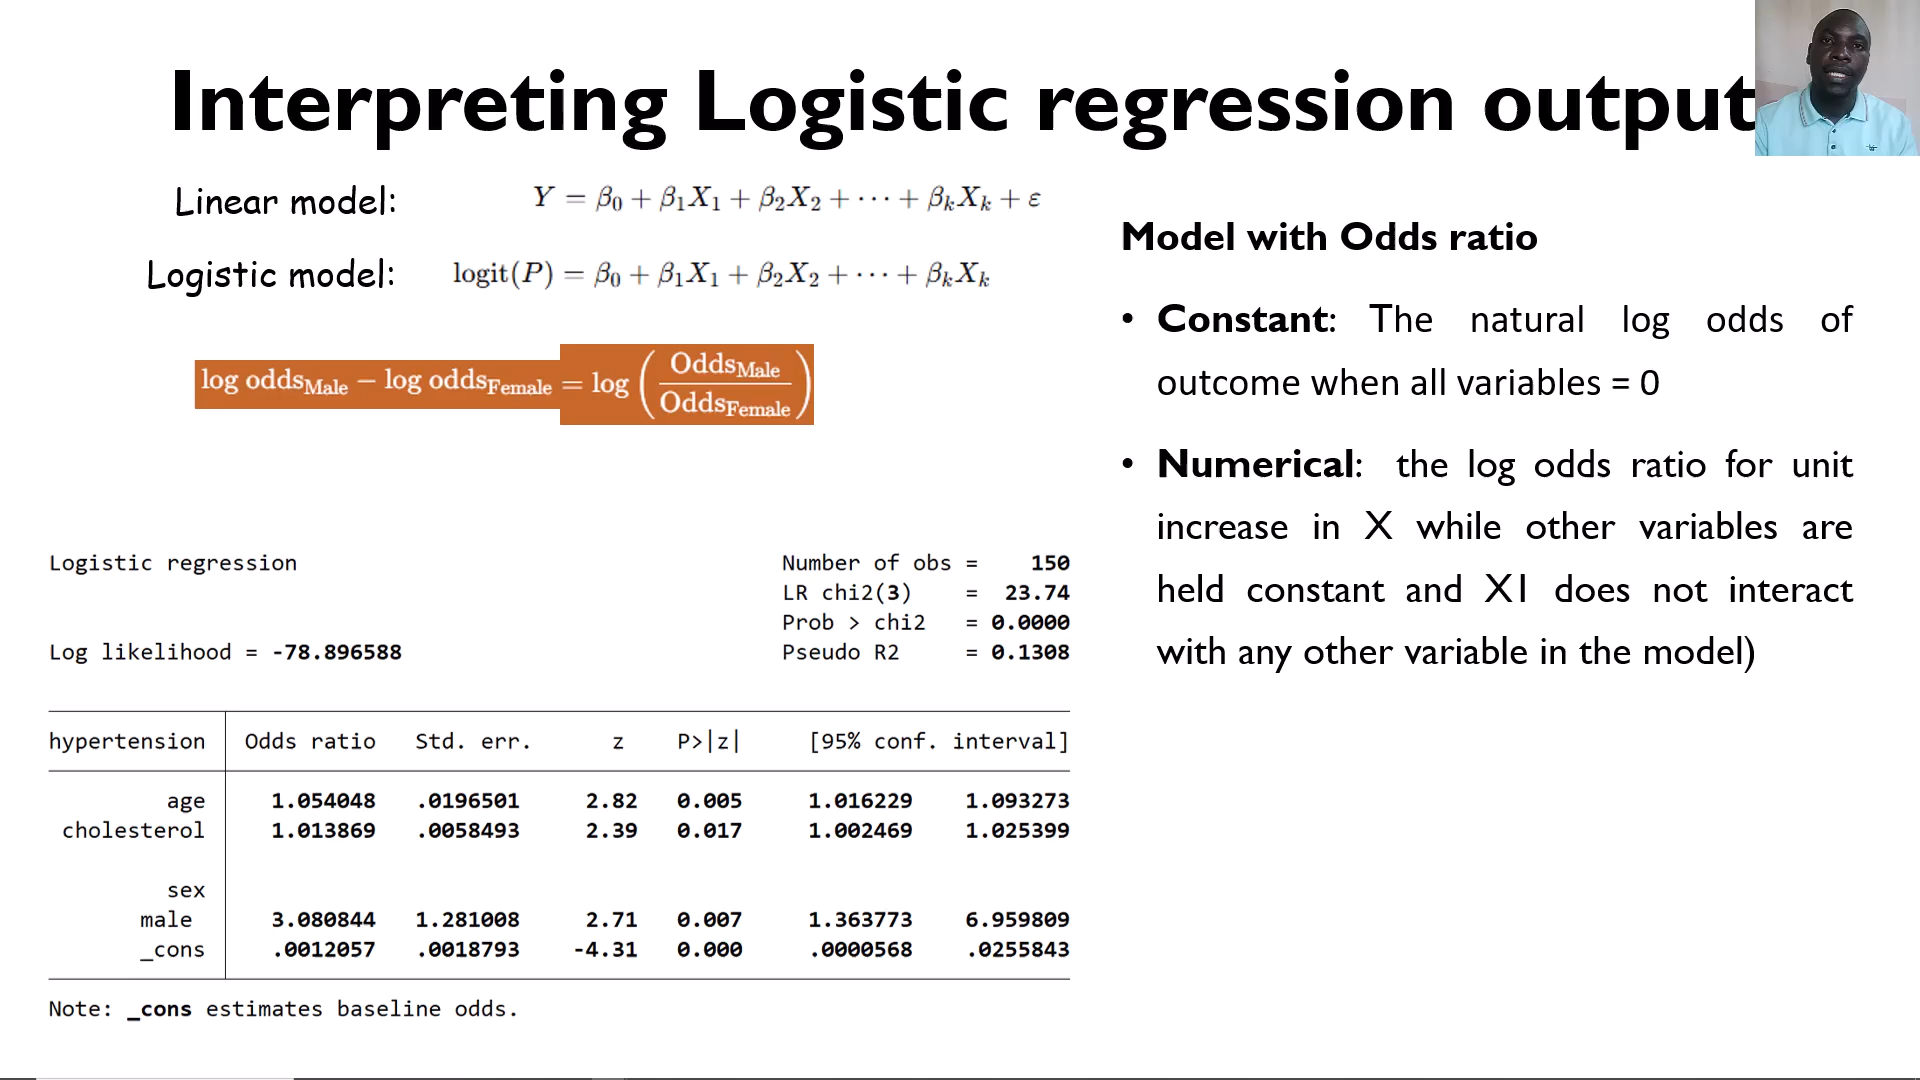 Interpreting Logistic regression output
Linear model: Y = β₀ + β₁X₁ + β₂X₂ + ⋯ + βₖXₖ + ε
Logistic model: logit(P) = β₀ + β₁X₁ + β₂X₂ + ⋯ + βₖXₖ
log odds_Male − log odds_Female = log (Odds_Male / Odds_Female)
Logistic regression Number of obs = 150
LR chi2(3) = 23.74
Prob > chi2 = 0.0000
Log likelihood = -78.896588 Pseudo R2 = 0.1308
hypertension Odds ratio Std. err. z P>|z| [95% conf. interval]
age 1.054048 .0196501 2.82 0.005 1.016229 1.093273
cholesterol 1.013869 .0058493 2.39 0.017 1.002469 1.025399
sex
male 3.080844 1.281008 2.71 0.007 1.363773 6.959809
_cons .0012057 .0018793 -4.31 0.000 .0000568 .0255843
Note: _cons estimates baseline odds.
Model with Odds ratio
• Constant: The natural log odds of
outcome when all variables = 0
• Numerical: the log odds ratio for unit
increase in X while other variables are
held constant and X1 does not interact
with any other variable in the model)